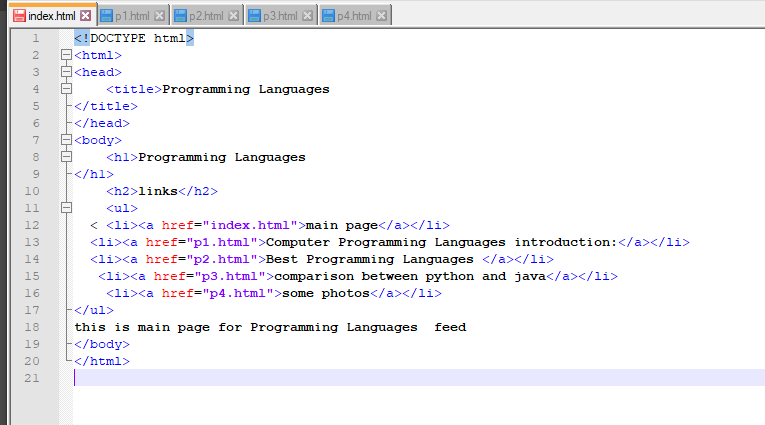 index.html p1.html p2.html p3.html p4.html
1 <!DOCTYPE html>
2 <html>
3 <head>
4 <title>Programming Languages
5 </title>
6 </head>
7 <body>
8 <h1>Programming Languages
9 </h1>
10 <h2>links</h2>
11 <ul>
12 < <li><a href="index.html">main page</a></li>
13 <li><a href="p1.html">Computer Programming Languages introduction:</a></li>
14 <li><a href="p2.html">Best Programming Languages </a></li>
15 <li><a href="p3.html">comparison between python and java</a></li>
16 <li><a href="p4.html">some photos</a></li>
17 </ul>
18 this is main page for Programming Languages  feed
19 </body>
20 </html>
21